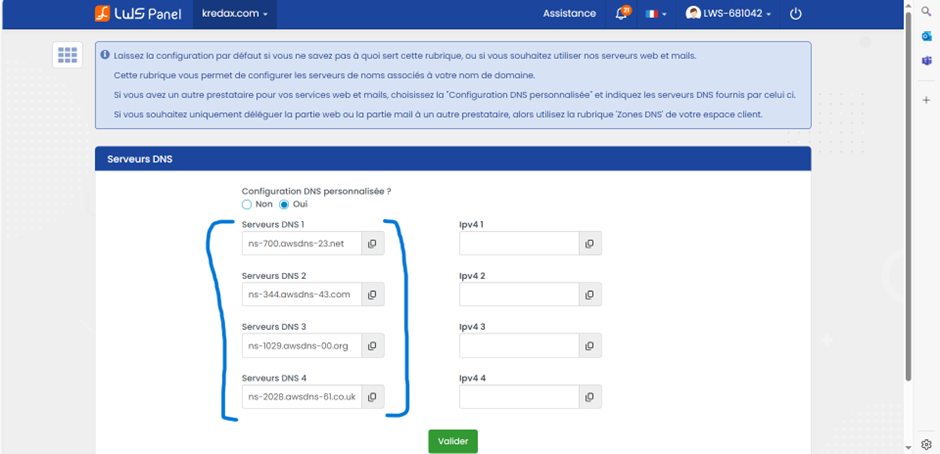 LWS Panel
kredax.com
Assistance
21
LWS-681042
Laissez la configuration par défaut si vous ne savez pas à quoi sert cette rubrique, ou si vous souhaitez utiliser nos serveurs web et mails.
Cette rubrique vous permet de configurer les serveurs de noms associés à votre nom de domaine.
Si vous avez un autre prestataire pour vos services web et mails, choisissez la "Configuration DNS personnalisée" et indiquez les serveurs DNS fournis par celui ci.
Si vous souhaitez uniquement déléguer la partie web ou la partie mail à un autre prestataire, alors utilisez la rubrique 'Zones DNS' de votre espace client.
Serveurs DNS
Configuration DNS personnalisée ?
Non Oui
Serveurs DNS 1 Ipv4 1
ns-700.awsdns-23.net
Serveurs DNS 2 Ipv4 2
ns-344.awsdns-43.com
Serveurs DNS 3 Ipv4 3
ns-1029.awsdns-00.org
Serveurs DNS 4 Ipv4 4
ns-2028.awsdns-61.co.uk
Valider